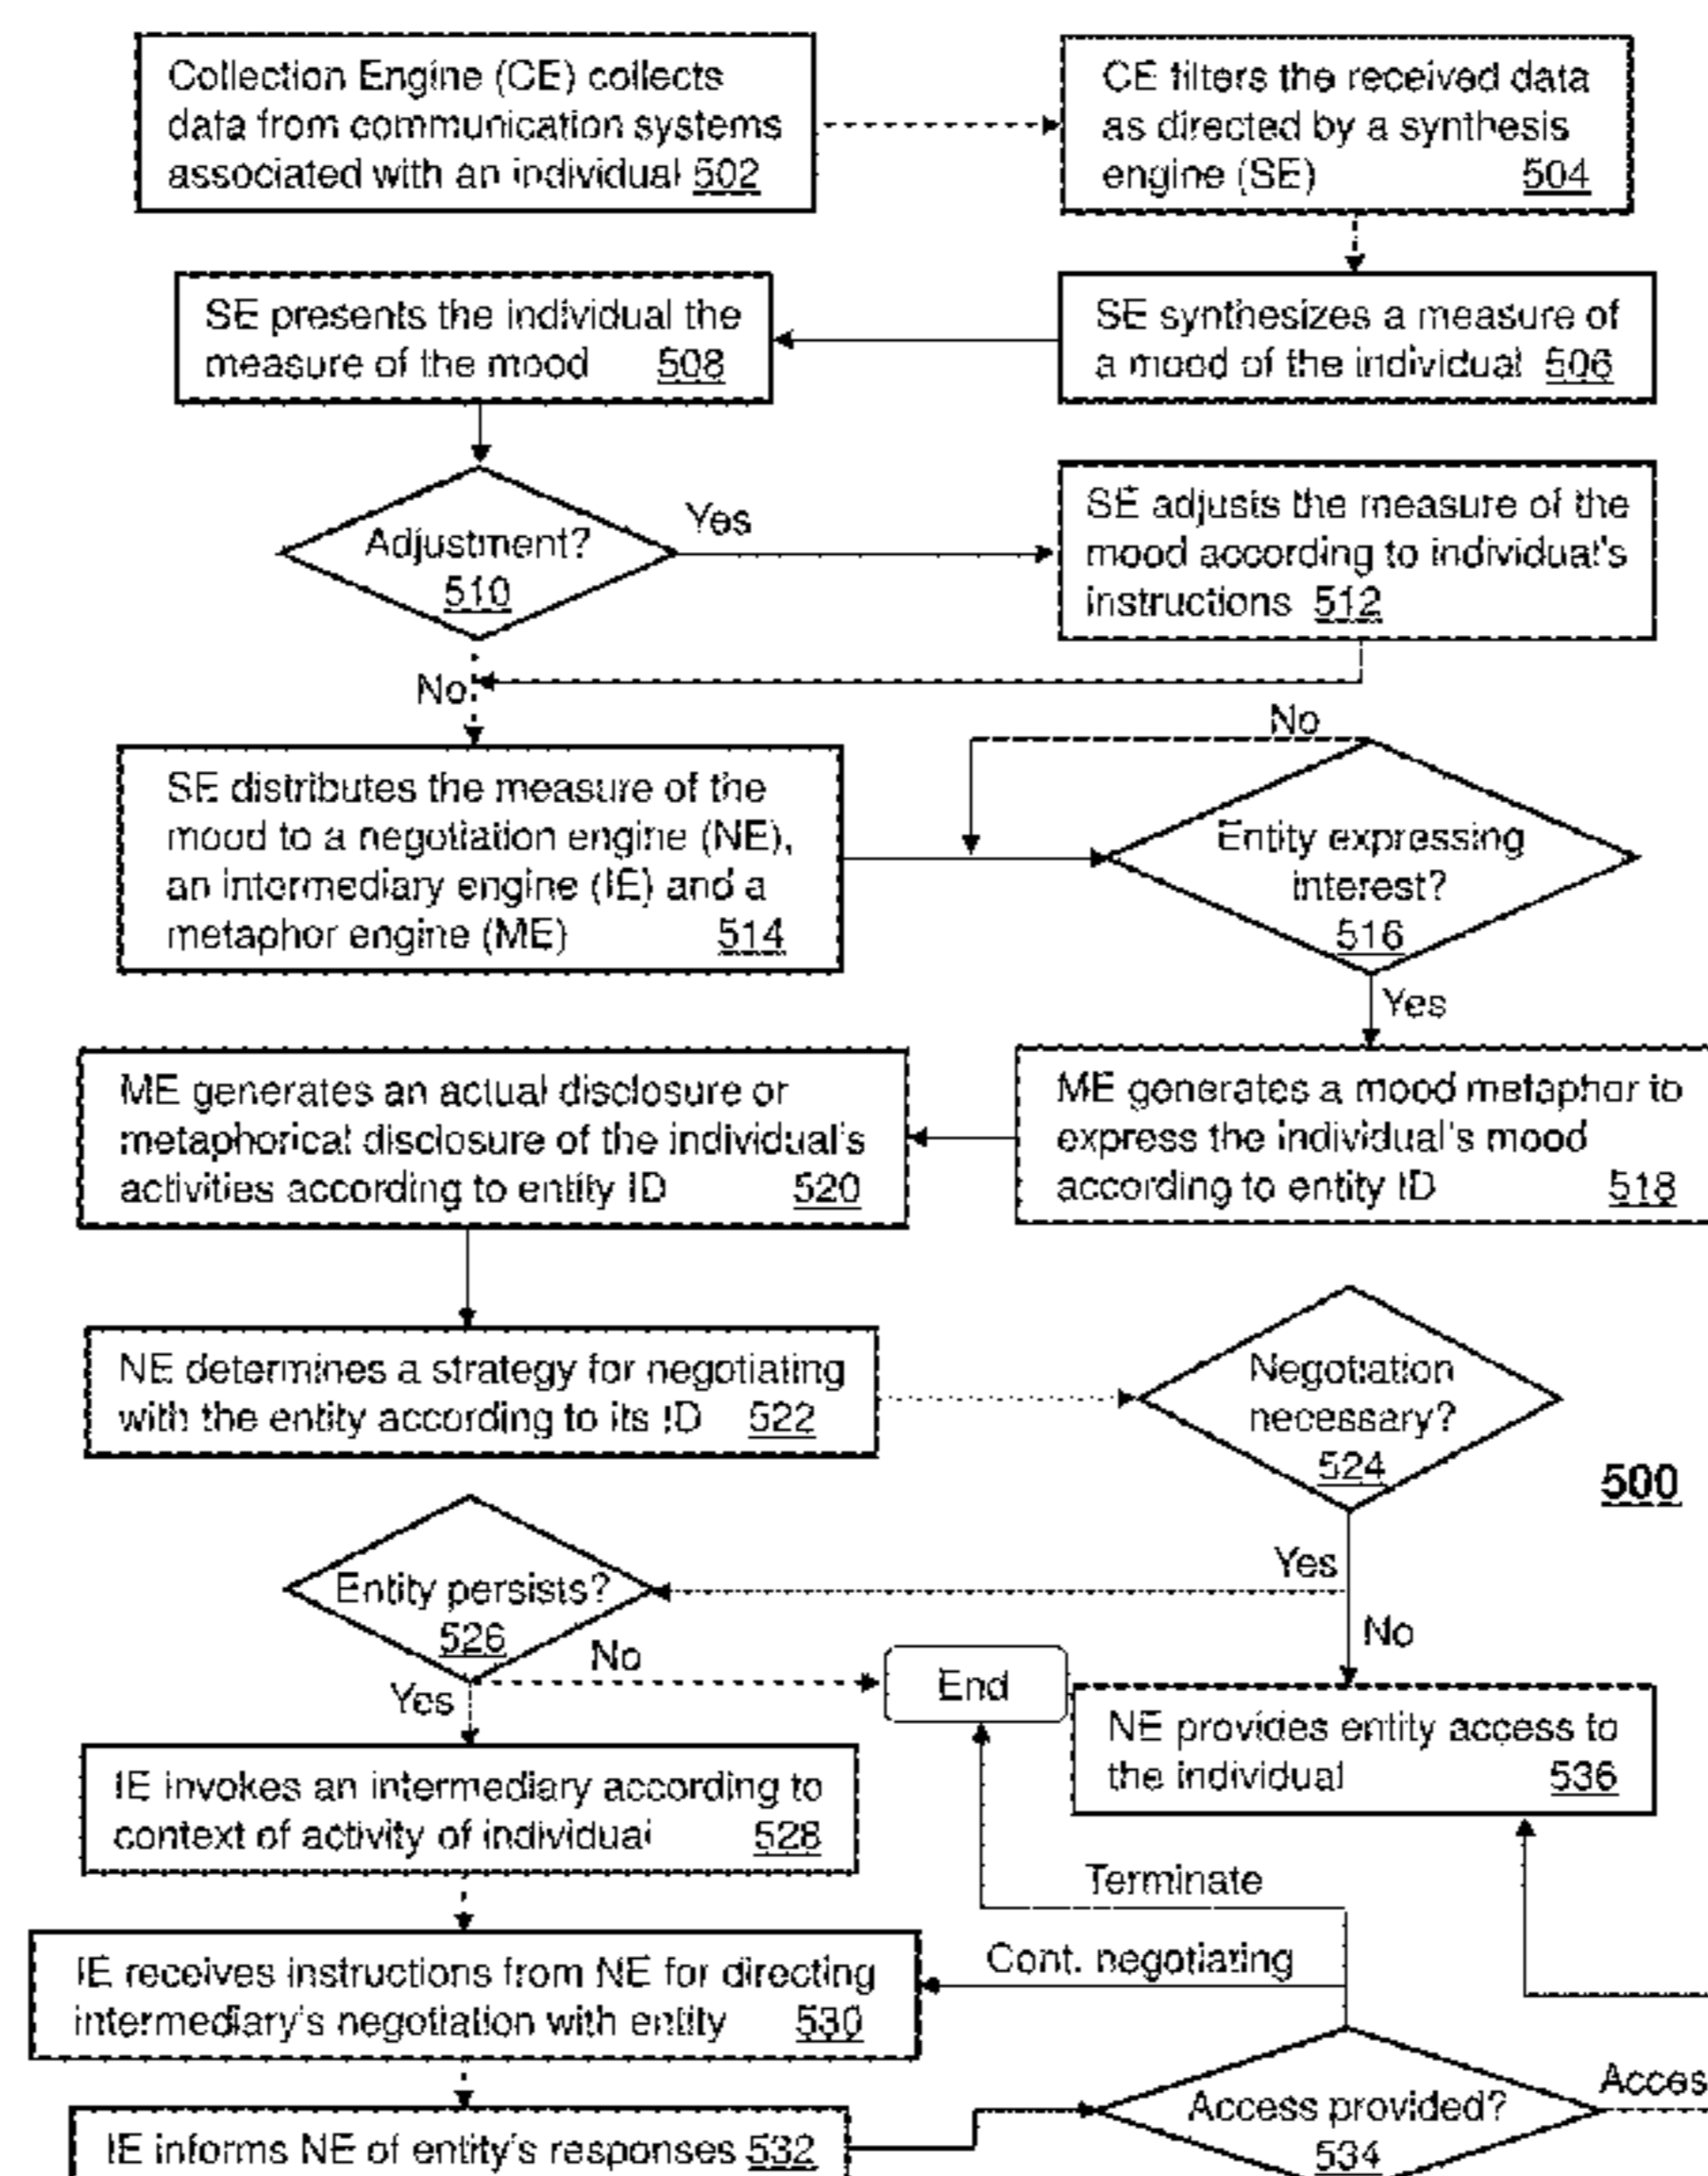 Collection Engine (CE) collects
data from communication systems
associated with an individual 502
CE filters the received data
as directed by a synthesis
engine (SE) 504
SE synthesizes a measure of
a mood of the individual 506
SE presents the individual the
measure of the mood 508
Adjustment?
510
Yes
SE adjusts the measure of the
mood according to individual's
instructions 512
No
SE distributes the measure of the
mood to a negotiation engine (NE),
an intermediary engine (IE) and a
metaphor engine (ME) 514
No
Entity expressing
interest?
516
Yes
ME generates a mood metaphor to
express the individual's mood
according to entity ID 518
ME generates an actual disclosure or
metaphorical disclosure of the individual's
activities according to entity ID 520
NE determines a strategy for negotiating
with the entity according to its ID 522
Negotiation
necessary?
524
500
Yes
No
Entity persists?
526
No
Yes
End
NE provides entity access to
the individual 536
IE invokes an intermediary according to
context of activity of individual 528
Terminate
Cont. negotiating
IE receives instructions from NE for directing
intermediary's negotiation with entity 530
IE informs NE of entity's responses 532
Access provided?
534
Acces